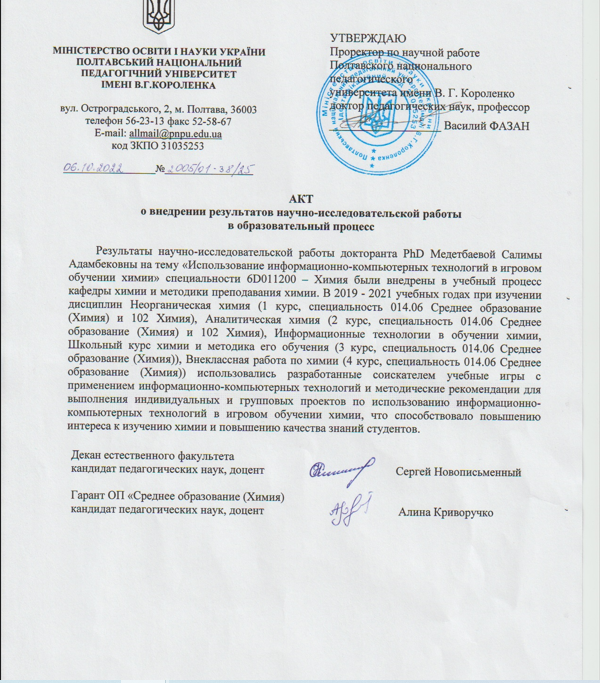 МІНІСТЕРСТВО ОСВІТИ І НАУКИ УКРАЇНИ
ПОЛТАВСЬКИЙ НАЦІОНАЛЬНИЙ
ПЕДАГОГІЧНИЙ УНІВЕРСИТЕТ
ІМЕНІ В.Г.КОРОЛЕНКА
вул. Остроградського, 2, м. Полтава, 36003
телефон 56-23-13 факс 52-58-67
E-mail: allmail@pnpu.edu.ua
код ЗКПО 31035253
06.10.2022 № 2005/01-38/25
УТВЕРЖДАЮ
Проректор по научной работе
Полтавского национального
педагогического
университета имени В. Г. Короленко
доктор педагогических наук, профессор
Василий ФАЗАН
АКТ
о внедрении результатов научно-исследовательской работы
в образовательный процесс
Результаты научно-исследовательской работы докторанта PhD Медетбаевой Салимы
Адамбековны на тему «Использование информационно-компьютерных технологий в игровом
обучении химии» специальности 6D011200 – Химия были внедрены в учебный процесс
кафедры химии и методики преподавания химии. В 2019 - 2021 учебных годах при изучении
дисциплин Неорганическая химия (1 курс, специальность 014.06 Среднее образование
(Химия) и 102 Химия), Аналитическая химия (2 курс, специальность 014.06 Среднее
образование (Химия) и 102 Химия), Информационные технологии в обучении химии,
Школьный курс химии и методика его обучения (3 курс, специальность 014.06 Среднее
образование (Химия)), Внеклассная работа по химии (4 курс, специальность 014.06 Среднее
образование (Химия)) использовались разработанные соискателем учебные игры с
применением информационно-компьютерных технологий и методические рекомендации для
выполнения индивидуальных и групповых проектов по использованию информационно-
компьютерных технологий в игровом обучении химии, что способствовало повышению
интереса к изучению химии и повышению качества знаний студентов.
Декан естественного факультета
кандидат педагогических наук, доцент Сергей Новописьменный
Гарант ОП «Среднее образование (Химия)
кандидат педагогических наук, доцент Алина Криворучко